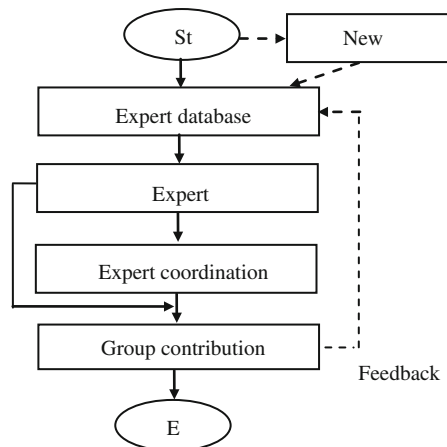 St
New
Expert database
Expert
Expert coordination
Group contribution
Feedback
E